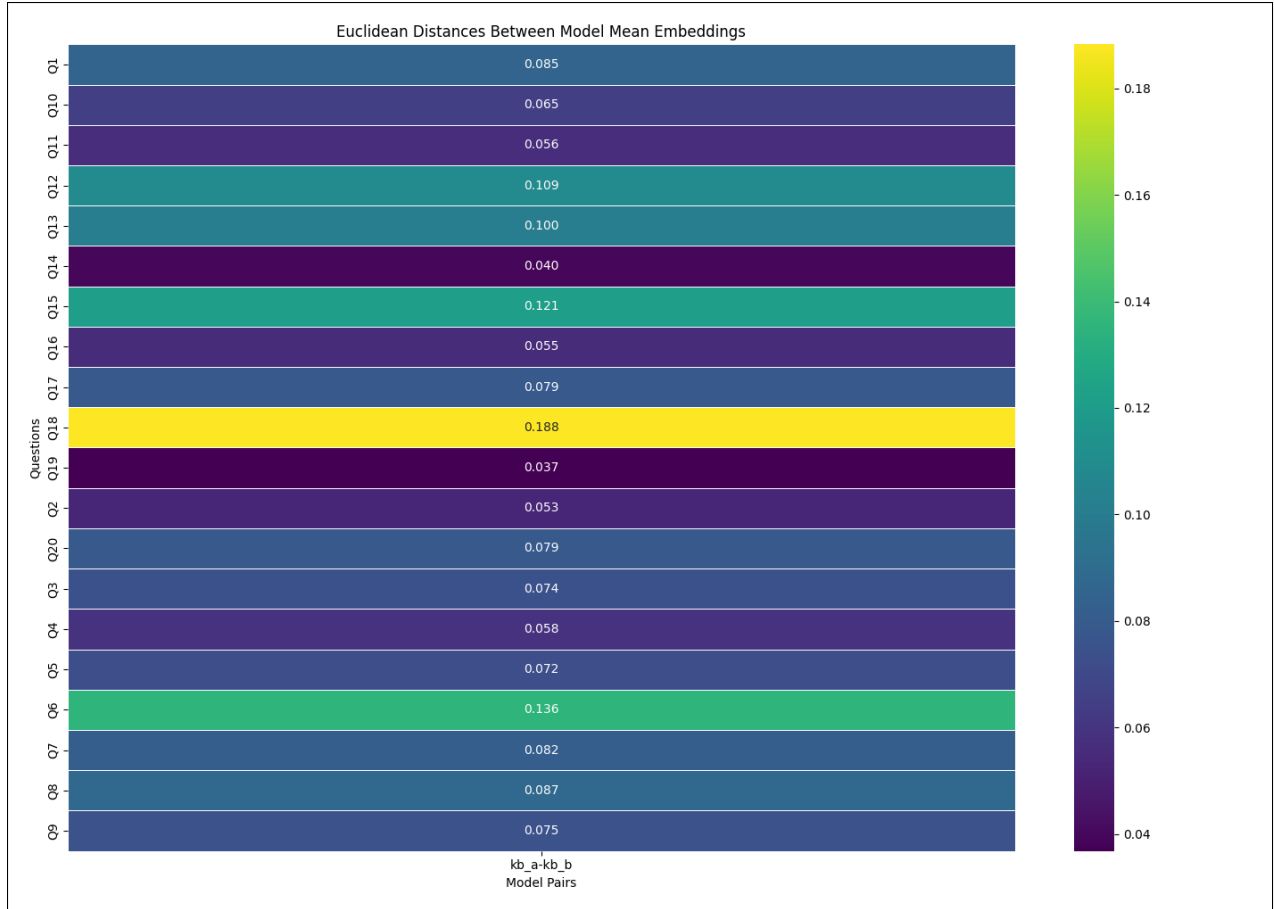 Euclidean Distances Between Model Mean Embeddings
Q1 0.085
Q10 0.065
Q11 0.056
Q12 0.109
Q13 0.100
Q14 0.040
Q15 0.121
Q16 0.055
Q17 0.079
Q18 0.188
Q19 0.037
Q2 0.053
Q20 0.079
Q3 0.074
Q4 0.058
Q5 0.072
Q6 0.136
Q7 0.082
Q8 0.087
Q9 0.075
Questions
kb_a-kb_b
Model Pairs
0.18
0.16
0.14
0.12
0.10
0.08
0.06
0.04